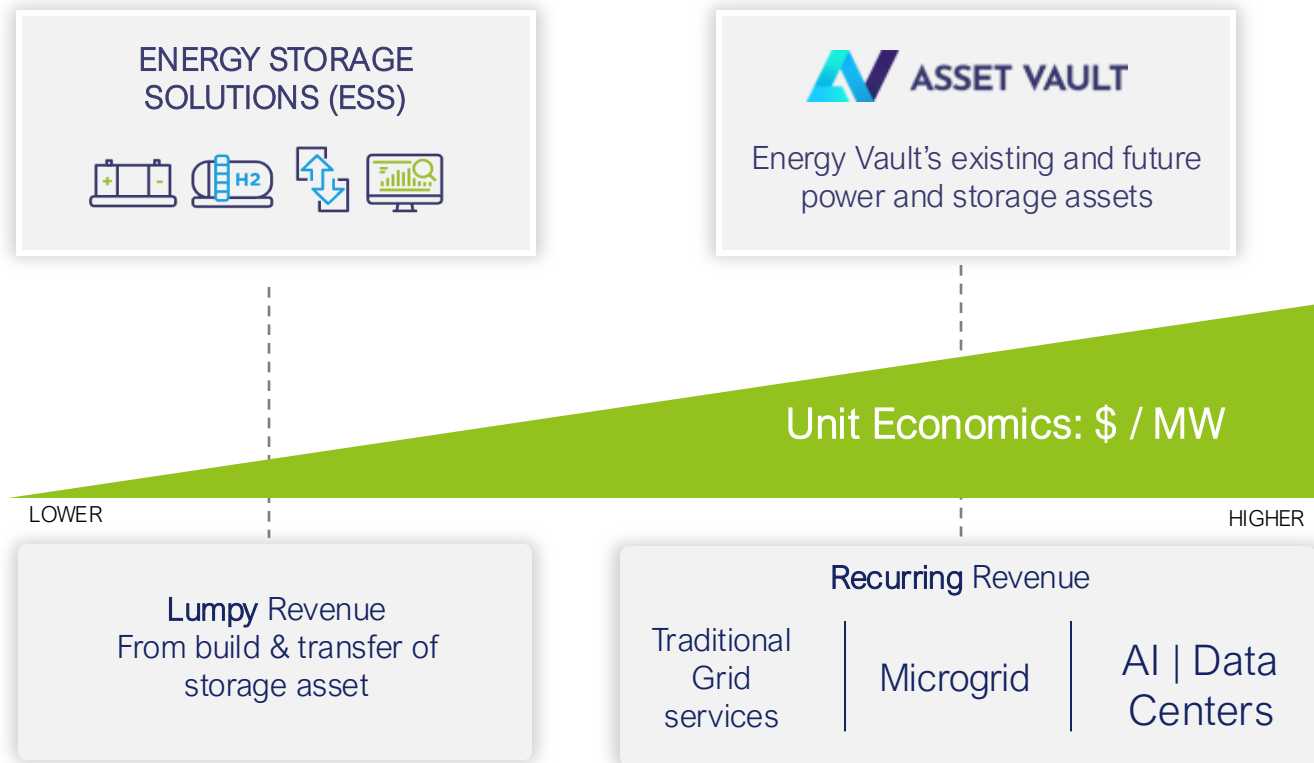 ENERGY STORAGE
SOLUTIONS (ESS)
+ -
H2
ASSET VAULT
Energy Vault’s existing and future
power and storage assets
Unit Economics: $ / MW
LOWER
HIGHER
Lumpy Revenue
From build & transfer of
storage asset
Recurring Revenue
Traditional
Grid
services
Microgrid
AI | Data
Centers